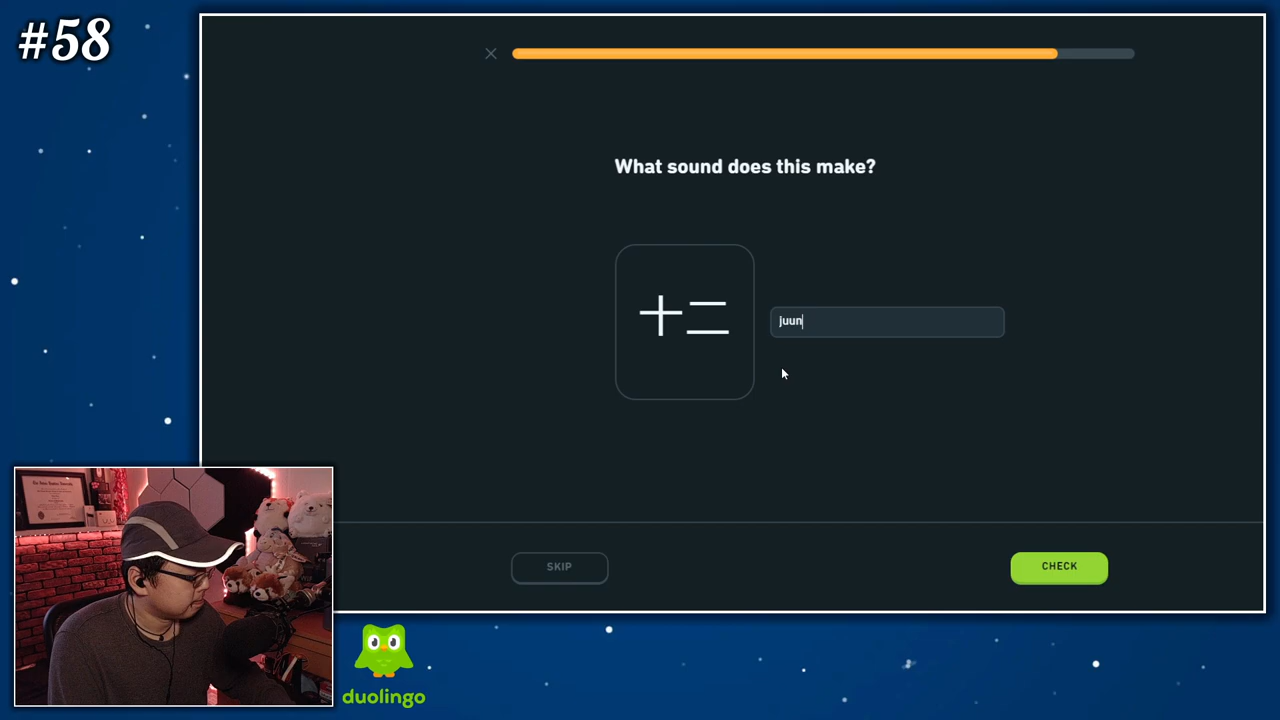 #58
What sound does this make?
十二
juun
SKIP
CHECK
duolingo